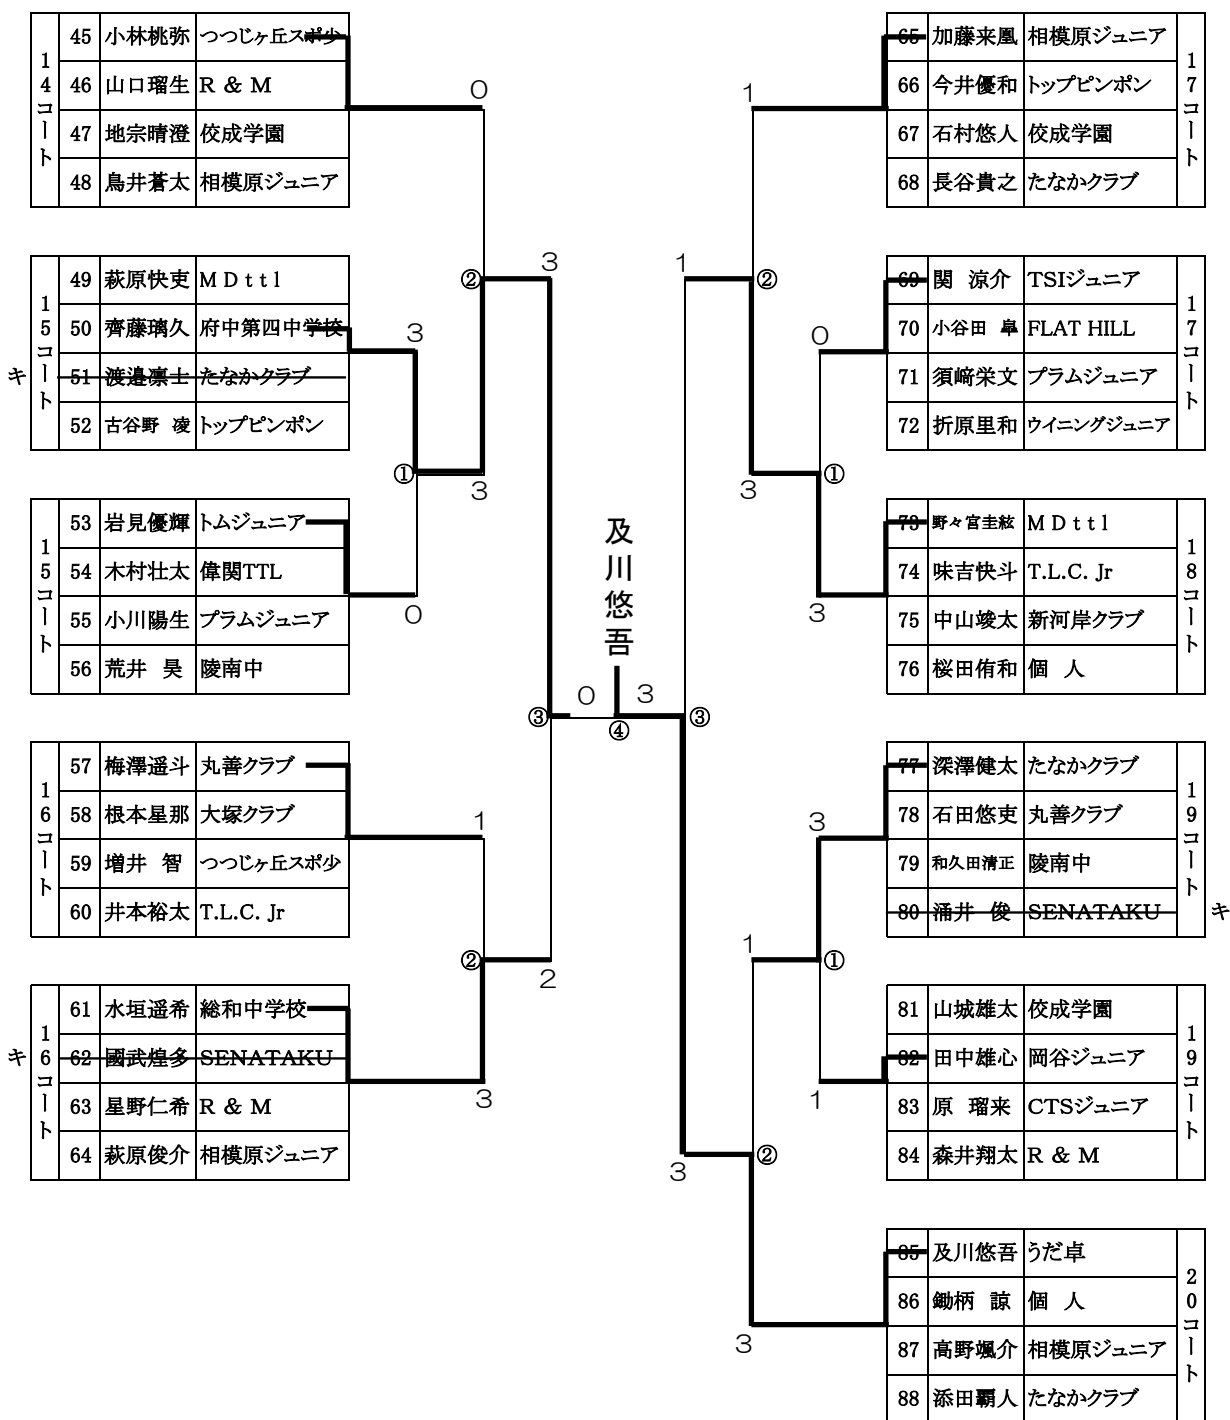 14コート
45 小林桃弥 つつじヶ丘スポ少
46 山口瑠生 R & M
47 地宗晴澄 佼成学園
48 鳥井蒼太 相模原ジュニア
0
15コート
49 萩原快吏 MDttl
50 齊藤璃久 府中第四中学校
キ 51 渡邉凛士 たなかクラブ
52 古谷野 凌 トップピンポン
3
②
3
①
3
15コート
53 岩見優輝 トムジュニア
54 木村壮太 偉関TTL
55 小川陽生 プラムジュニア
56 荒井 昊 陵南中
0
16コート
57 梅澤遥斗 丸善クラブ
58 根本星那 大塚クラブ
59 増井 智 つつじヶ丘スポ少
60 井本裕太 T.L.C. Jr
1
16コート
61 水垣遥希 総和中学校
キ 62 國武煌多 SENATAKU
63 星野仁希 R & M
64 萩原俊介 相模原ジュニア
②
2
3
及川悠吾
③
0
3
④
③
17コート
65 加藤来凰 相模原ジュニア
66 今井優和 トップピンポン
67 石村悠人 佼成学園
68 長谷貴之 たなかクラブ
1
17コート
69 関 涼介 TSIジュニア
70 小谷田 皐 FLAT HILL
71 須﨑栄文 プラムジュニア
72 折原里和 ウイニングジュニア
1
②
0
3
①
18コート
73 野々宮圭絃 MDttl
74 味吉快斗 T.L.C. Jr
75 中山竣太 新河岸クラブ
76 桜田侑和 個 人
3
19コート
77 深澤健太 たなかクラブ
78 石田悠吏 丸善クラブ
79 和久田清正 陵南中
80 涌井 俊 SENATAKU キ
3
1
①
19コート
81 山城雄太 佼成学園
82 田中雄心 岡谷ジュニア
83 原 瑠来 CTSジュニア
84 森井翔太 R & M
1
3
②
20コート
85 及川悠吾 うだ卓
86 鋤柄 諒 個 人
87 高野颯介 相模原ジュニア
88 添田覇人 たなかクラブ
3